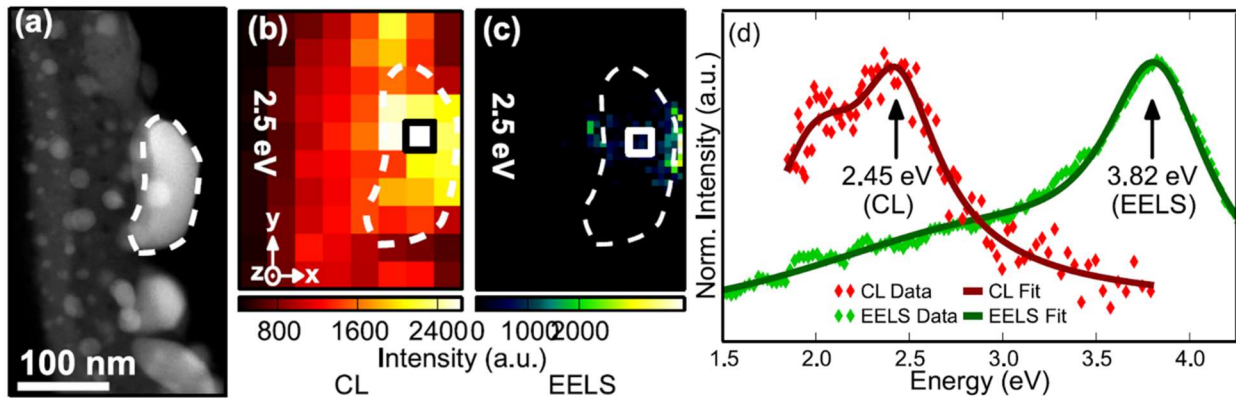 (a)
100 nm
(b)
2.5 eV
y
z
x
800
1600
2400
(c)
2.5 eV
1000
2000
Intensity (a.u.)
CL
EELS
(d)
Norm. Intensity (a.u.)
2.45 eV
(CL)
3.82 eV
(EELS)
CL Data
CL Fit
EELS Data
EELS Fit
1.5
2.0
2.5
3.0
3.5
4.0
Energy (eV)